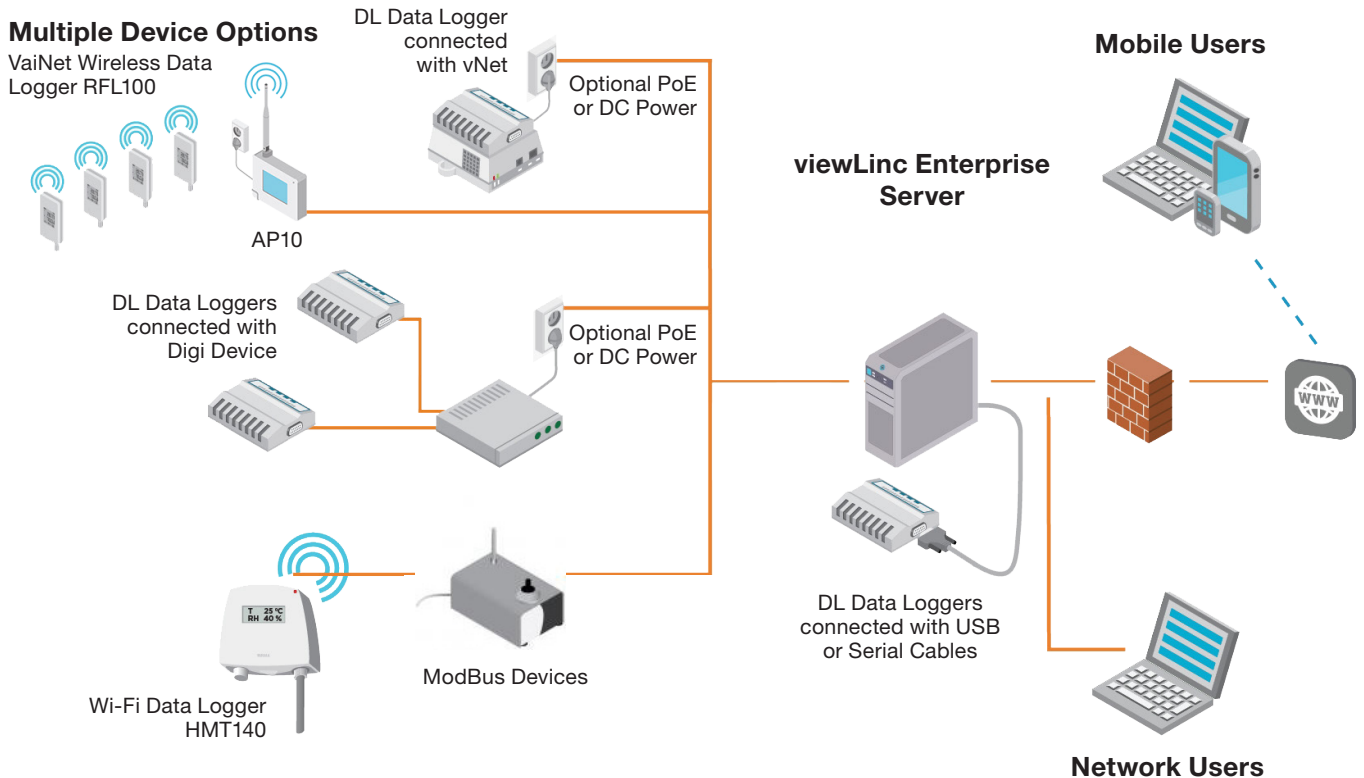 Multiple Device Options
VaiNet Wireless Data
Logger RFL100
AP10
DL Data Logger
connected
with vNet
Optional PoE
or DC Power
DL Data Loggers
connected with
Digi Device
Optional PoE
or DC Power
T 25 °C
RH 40 %
Wi-Fi Data Logger
HMT140
ModBus Devices
viewLinc Enterprise
Server
DL Data Loggers
connected with USB
or Serial Cables
Mobile Users
WWW
Network Users